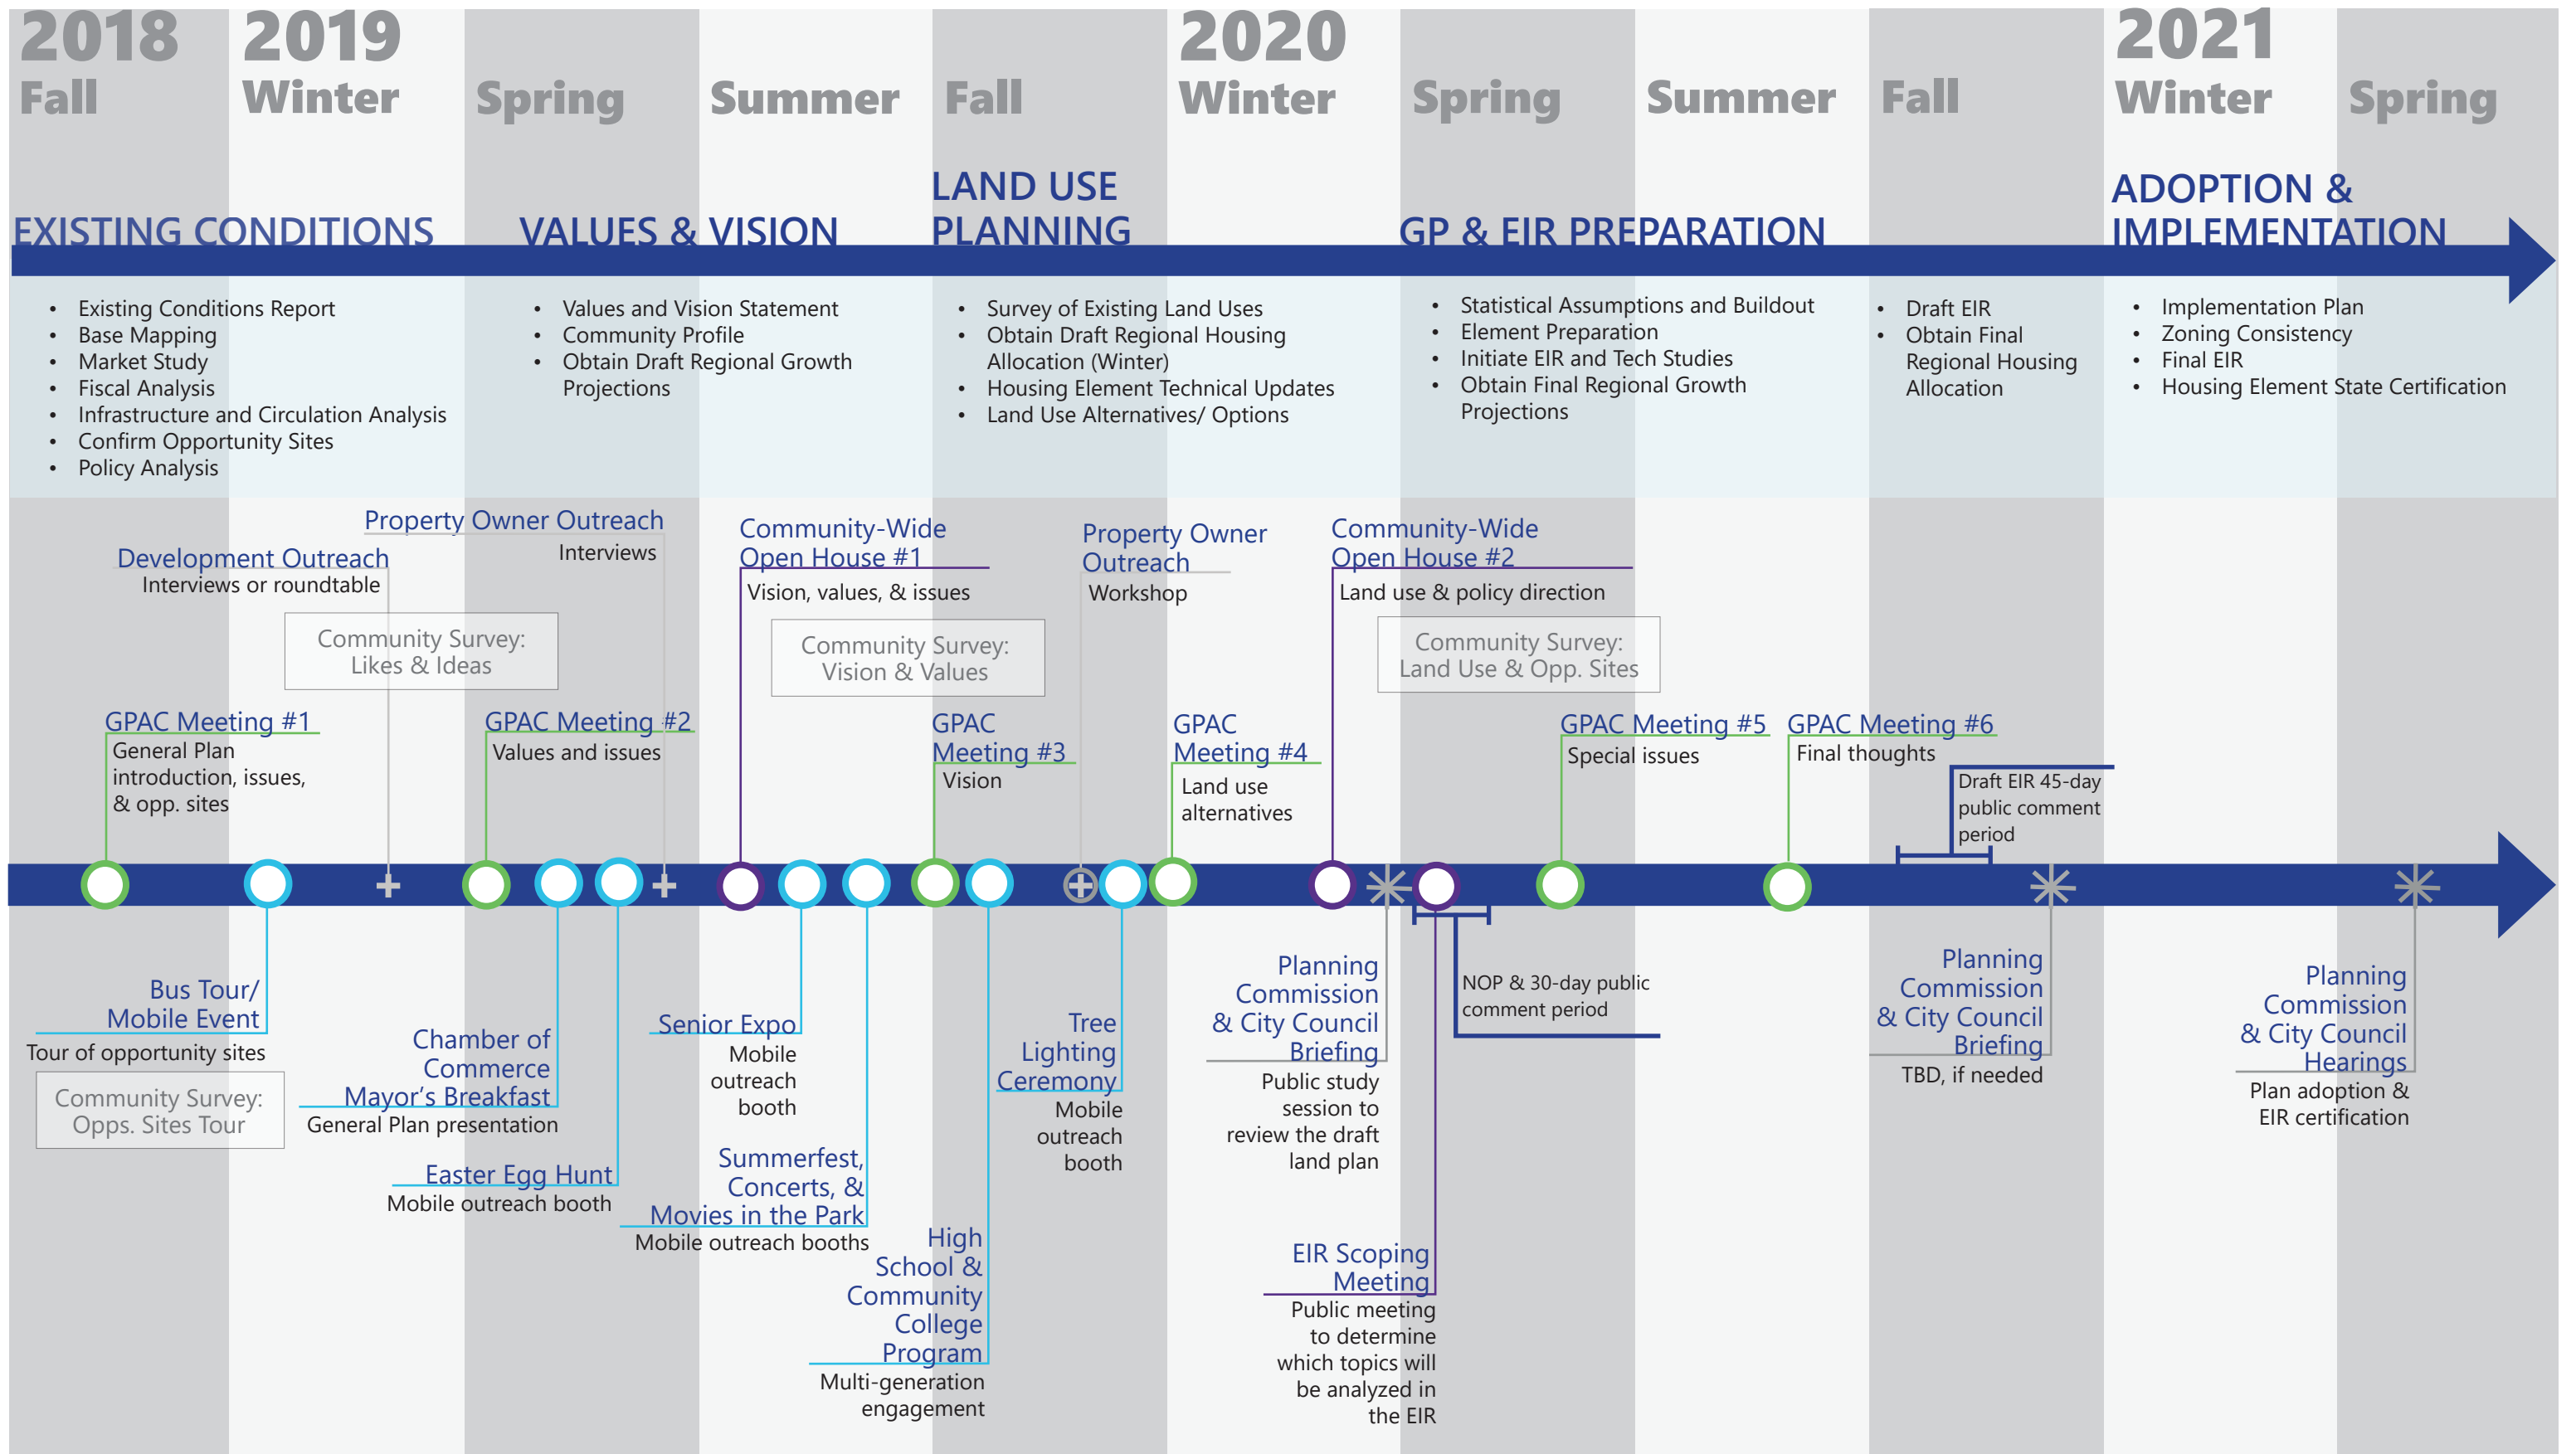 2018
Fall
2019
Winter
Spring
Summer
Fall
2020
Winter
Spring
Summer
Fall
2021
Winter
Spring
EXISTING CONDITIONS
VALUES & VISION
LAND USE
PLANNING
GP & EIR PREPARATION
ADOPTION &
IMPLEMENTATION
• Existing Conditions Report
• Base Mapping
• Market Study
• Fiscal Analysis
• Infrastructure and Circulation Analysis
• Confirm Opportunity Sites
• Policy Analysis
• Values and Vision Statement
• Community Profile
• Obtain Draft Regional Growth
Projections
• Survey of Existing Land Uses
• Obtain Draft Regional Housing
Allocation (Winter)
• Housing Element Technical Updates
• Land Use Alternatives/ Options
• Statistical Assumptions and Buildout
• Element Preparation
• Initiate EIR and Tech Studies
• Obtain Final Regional Growth
Projections
• Draft EIR
• Obtain Final
Regional Housing
Allocation
• Implementation Plan
• Zoning Consistency
• Final EIR
• Housing Element State Certification
Property Owner Outreach
Interviews
Development Outreach
Interviews or roundtable
Community Survey:
Likes & Ideas
Community-Wide
Open House #1
Vision, values, & issues
Community Survey:
Vision & Values
Property Owner
Outreach
Workshop
Community-Wide
Open House #2
Land use & policy direction
Community Survey:
Land Use & Opp. Sites
GPAC Meeting #1
General Plan
introduction, issues,
& opp. sites
GPAC Meeting #2
Values and issues
GPAC
Meeting #3
Vision
GPAC
Meeting #4
Land use
alternatives
GPAC Meeting #5
Special issues
GPAC Meeting #6
Final thoughts
Draft EIR 45-day
public comment
period
Bus Tour/
Mobile Event
Tour of opportunity sites
Community Survey:
Opps. Sites Tour
Chamber of
Commerce
Mayor's Breakfast
General Plan presentation
Easter Egg Hunt
Mobile outreach booth
Senior Expo
Mobile
outreach
booth
Summerfest,
Concerts, &
Movies in the Park
Mobile outreach booths
High
School &
Community
College
Program
Multi-generation
engagement
Tree
Lighting
Ceremony
Mobile
outreach
booth
Planning
Commission
& City Council
Briefing
Public study
session to
review the draft
land plan
NOP & 30-day public
comment period
EIR Scoping
Meeting
Public meeting
to determine
which topics will
be analyzed in
the EIR
Planning
Commission
& City Council
Briefing
TBD, if needed
Planning
Commission
& City Council
Hearings
Plan adoption &
EIR certification